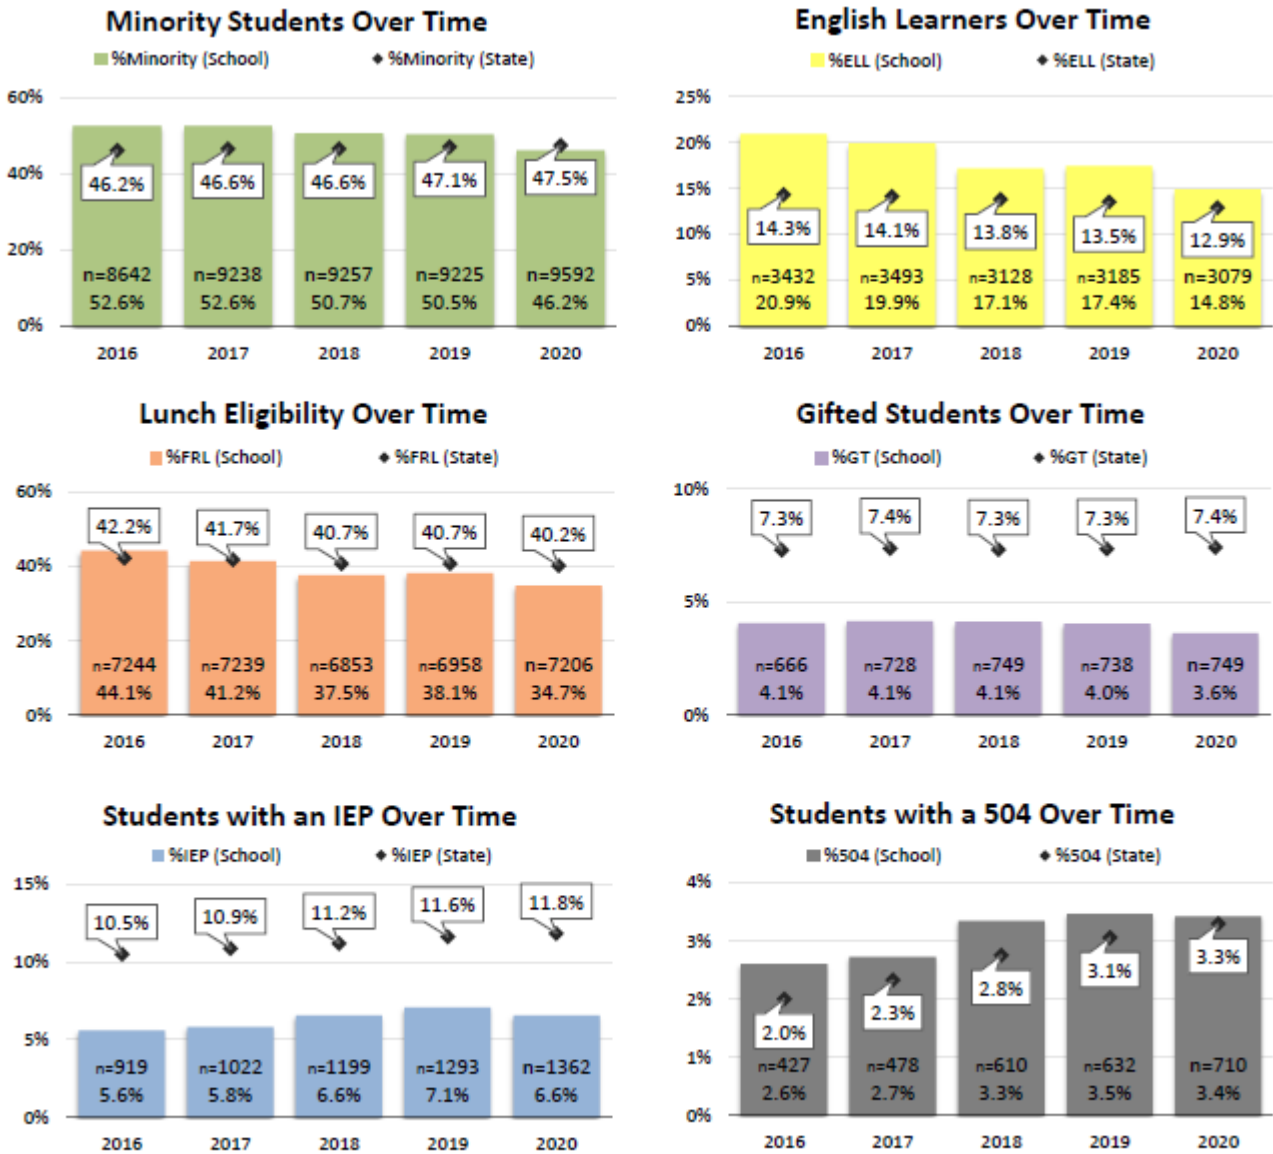 Minority Students Over Time
%Minority (School) %Minority (State)
60%
40%
20%
0%
46.2% 46.6% 46.6% 47.1% 47.5%
n=8642 n=9238 n=9257 n=9225 n=9592
52.6% 52.6% 50.7% 50.5% 46.2%
2016 2017 2018 2019 2020
English Learners Over Time
%ELL (School) %ELL (State)
25%
20%
15%
10%
5%
0%
14.3% 14.1% 13.8% 13.5% 12.9%
n=3432 n=3493 n=3128 n=3185 n=3079
20.9% 19.9% 17.1% 17.4% 14.8%
2016 2017 2018 2019 2020
Lunch Eligibility Over Time
%FRL (School) %FRL (State)
60%
40%
20%
0%
42.2% 41.7% 40.7% 40.7% 40.2%
n=7244 n=7239 n=6853 n=6958 n=7206
44.1% 41.2% 37.5% 38.1% 34.7%
2016 2017 2018 2019 2020
Gifted Students Over Time
%GT (School) %GT (State)
10%
5%
0%
7.3% 7.4% 7.3% 7.3% 7.4%
n=666 n=728 n=749 n=738 n=749
4.1% 4.1% 4.1% 4.0% 3.6%
2016 2017 2018 2019 2020
Students with an IEP Over Time
%IEP (School) %IEP (State)
15%
10%
5%
0%
10.5% 10.9% 11.2% 11.6% 11.8%
n=919 n=1022 n=1199 n=1293 n=1362
5.6% 5.8% 6.6% 7.1% 6.6%
2016 2017 2018 2019 2020
Students with a 504 Over Time
%504 (School) %504 (State)
4%
3%
2%
1%
0%
2.0% 2.3% 2.8% 3.1% 3.3%
n=427 n=478 n=610 n=632 n=710
2.6% 2.7% 3.3% 3.5% 3.4%
2016 2017 2018 2019 2020